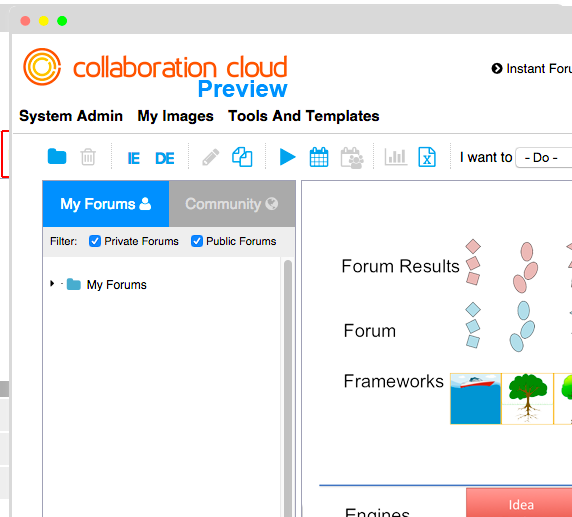 collaboration cloud
Preview
Instant Foru
System Admin My Images Tools And Templates
IE DE I want to - Do -
My Forums Community
Filter: Private Forums Public Forums
My Forums
Forum Results
Forum
Frameworks
Idea
Engines